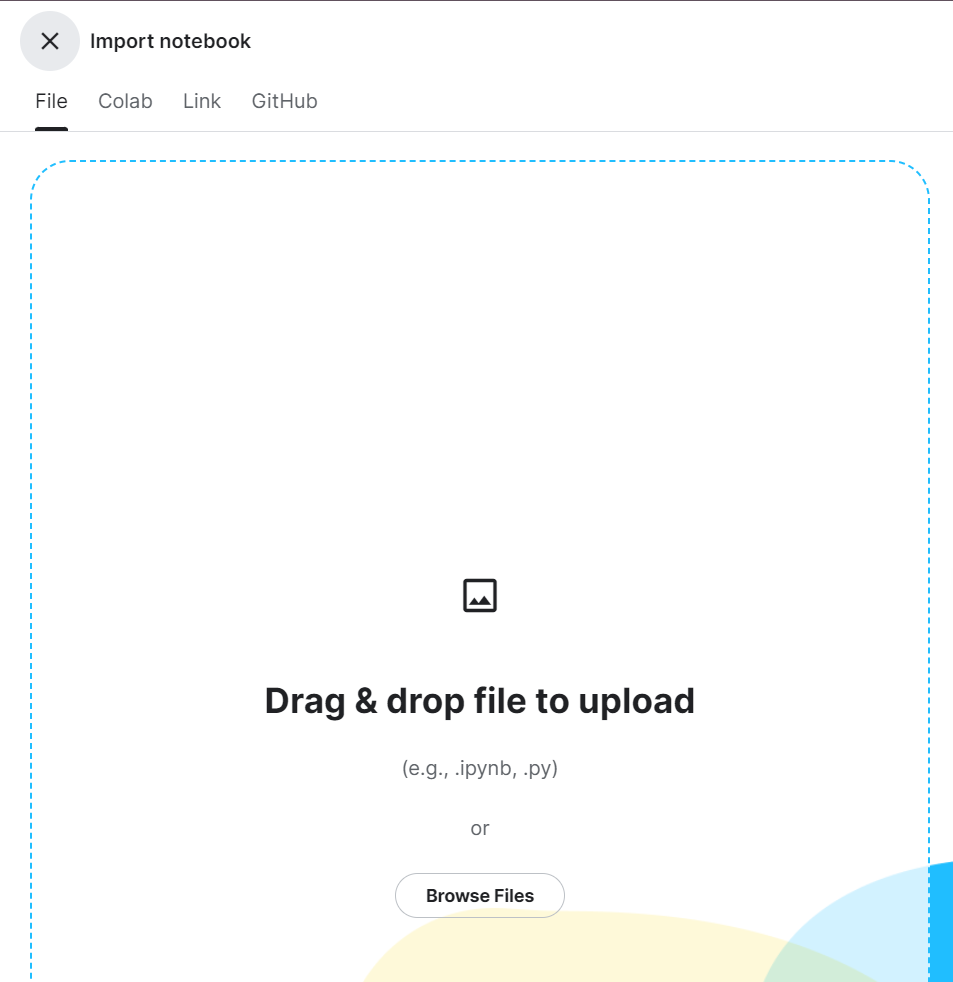 Import notebook
File Colab Link GitHub
Drag & drop file to upload
(e.g., .ipynb, .py)
or
Browse Files